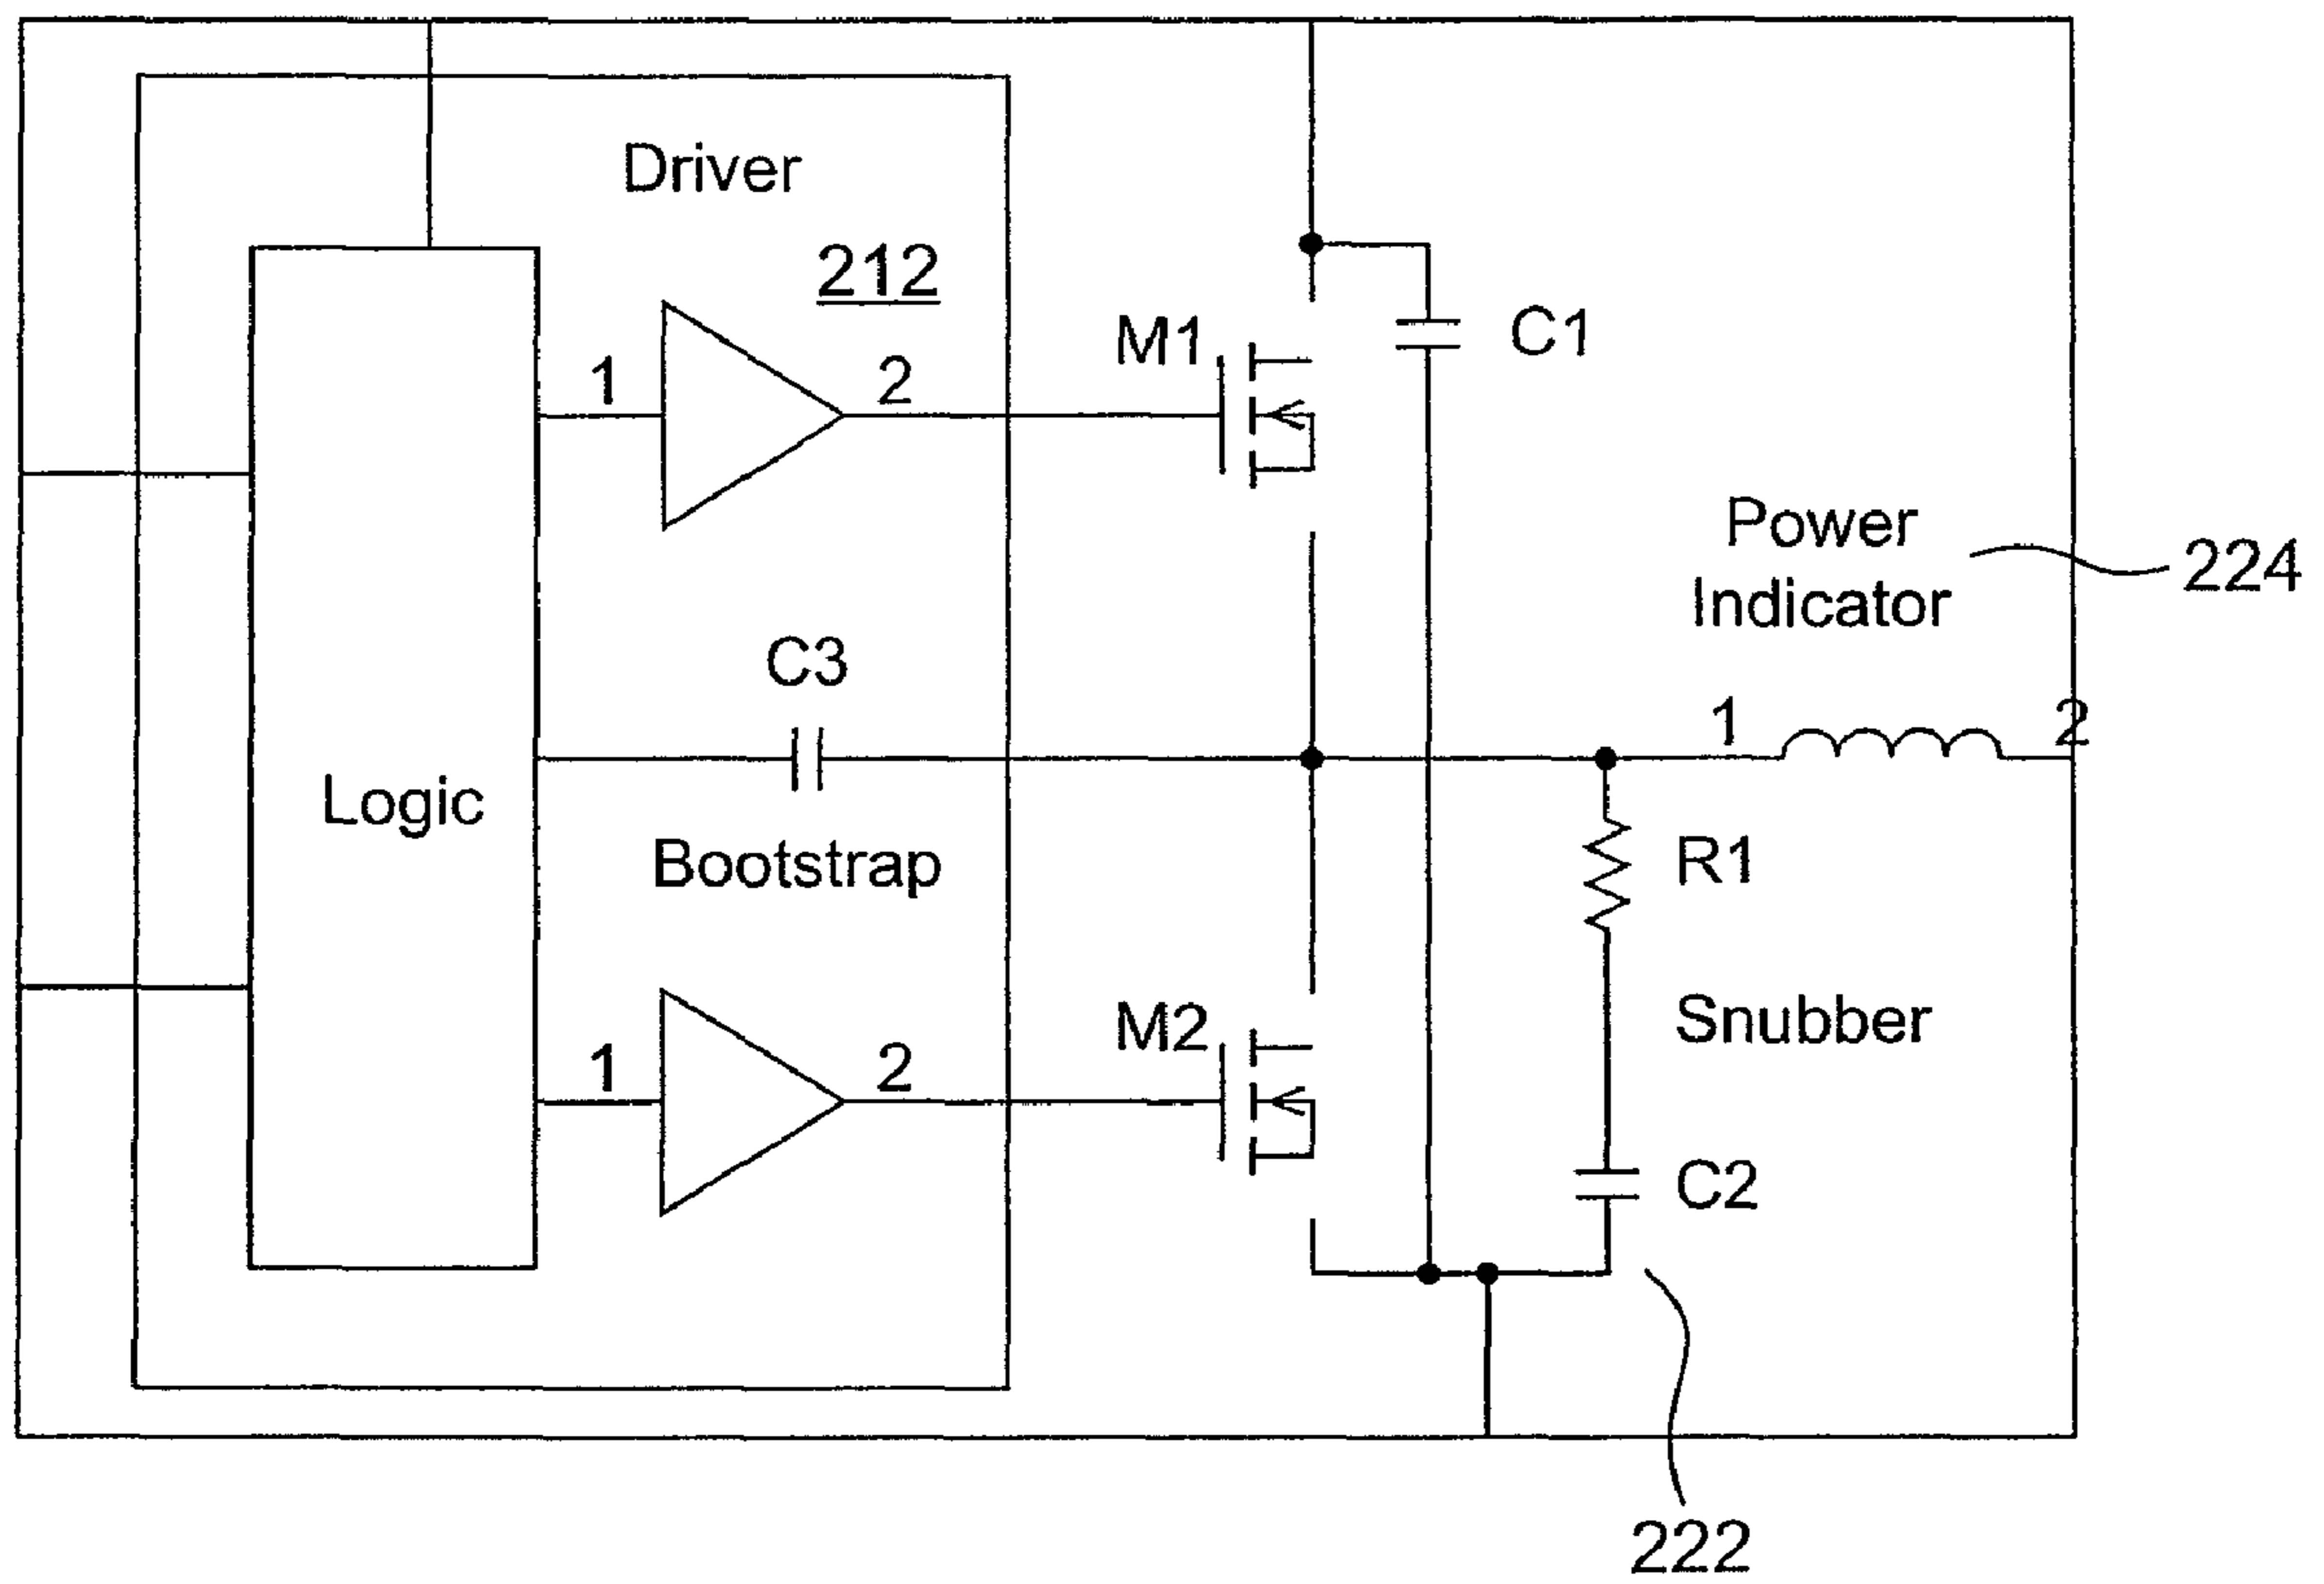 Driver
212
1
2
M1
C1
Power
Indicator
224
C3
1
2
Logic
Bootstrap
R1
Snubber
1
2
M2
C2
222